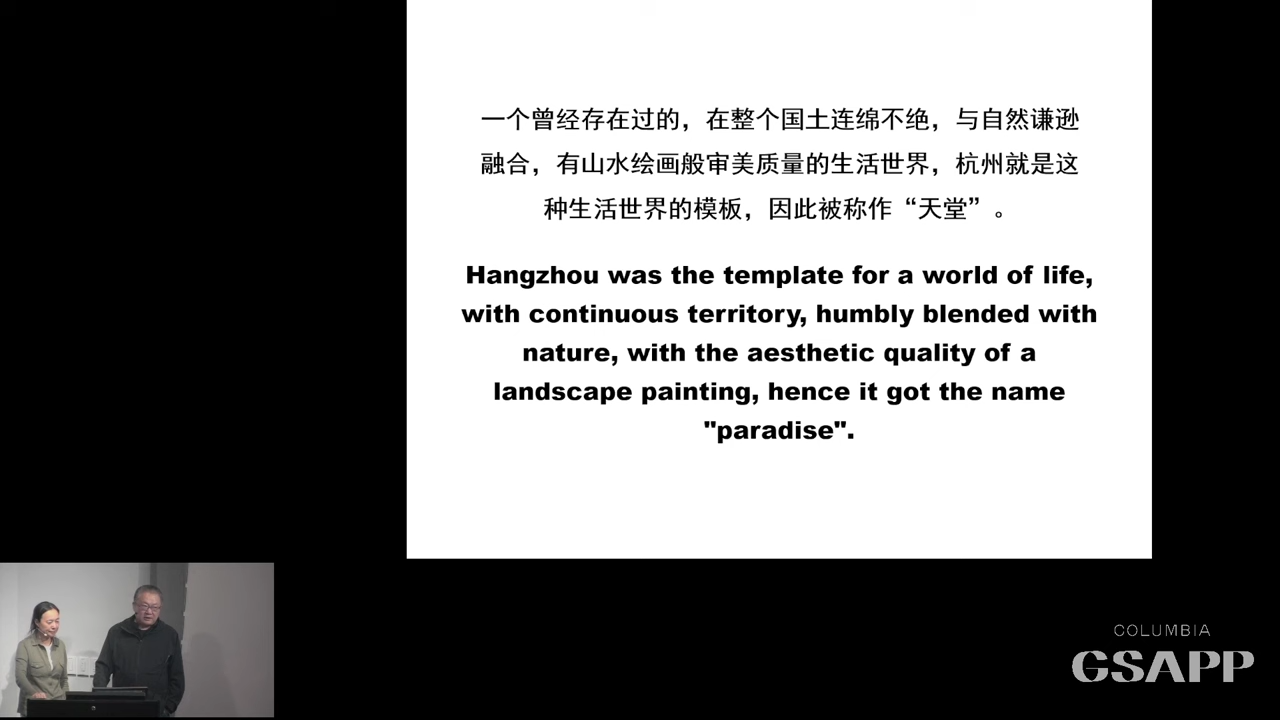 一个曾经存在过的，在整个国土连绵不绝，与自然谦逊
融合，有山水绘画般审美质量的生活世界，杭州就是这
种生活世界的模板，因此被称作“天堂”。
Hangzhou was the template for a world of life,
with continuous territory, humbly blended with
nature, with the aesthetic quality of a
landscape painting, hence it got the name
"paradise".
COLUMBIA
GSAPP